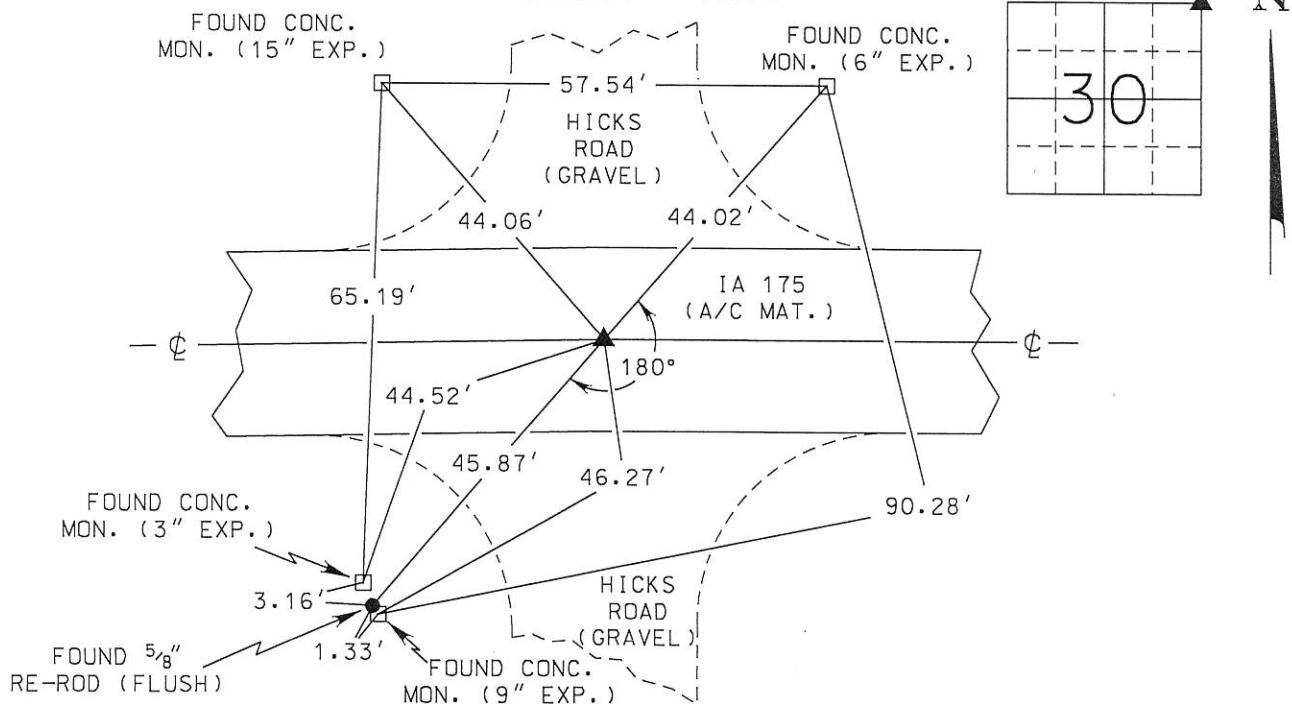 N
FOUND CONC.
MON. (15" EXP.)
FOUND CONC.
MON. (6" EXP.)
30
57.54'
HICKS
ROAD
(GRAVEL)
44.06'
44.02'
65.19'
IA 175
(A/C MAT.)
℄
℄
180°
44.52'
45.87'
46.27'
90.28'
FOUND CONC.
MON. (3" EXP.)
3.16'
1.33'
HICKS
ROAD
(GRAVEL)
FOUND 5/8"
RE-ROD (FLUSH)
FOUND CONC.
MON. (9" EXP.)